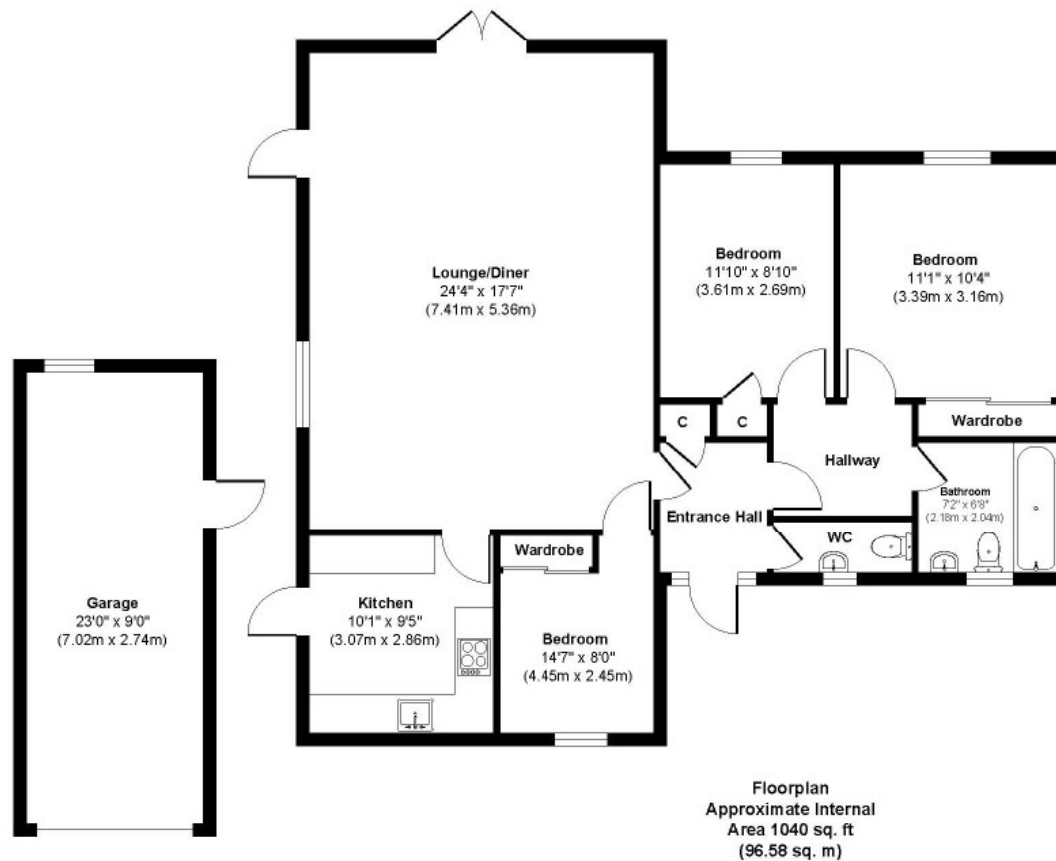 Lounge/Diner
24'4" x 17'7"
(7.41m x 5.36m)
Bedroom
11'10" x 8'10"
(3.61m x 2.69m)
Bedroom
11'1" x 10'4"
(3.39m x 3.16m)
C
C
Wardrobe
Hallway
Bathroom
7'2" x 6'8"
(2.18m x 2.04m)
Entrance Hall
WC
Wardrobe
Garage
23'0" x 9'0"
(7.02m x 2.74m)
Kitchen
10'1" x 9'5"
(3.07m x 2.86m)
Bedroom
14'7" x 8'0"
(4.45m x 2.45m)
Floorplan
Approximate Internal
Area 1040 sq. ft
(96.58 sq. m)